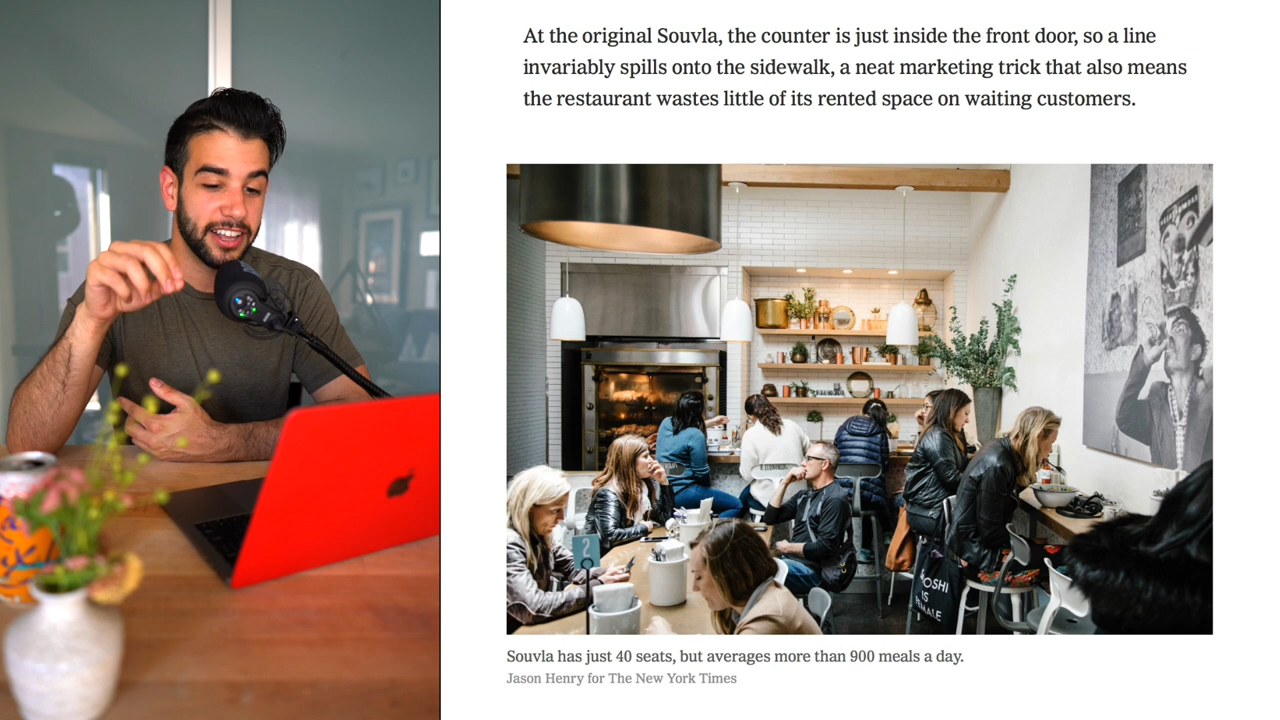 At the original Souvla, the counter is just inside the front door, so a line
invariably spills onto the sidewalk, a neat marketing trick that also means
the restaurant wastes little of its rented space on waiting customers.
2
IS
Souvla has just 40 seats, but averages more than 900 meals a day.
Jason Henry for The New York Times